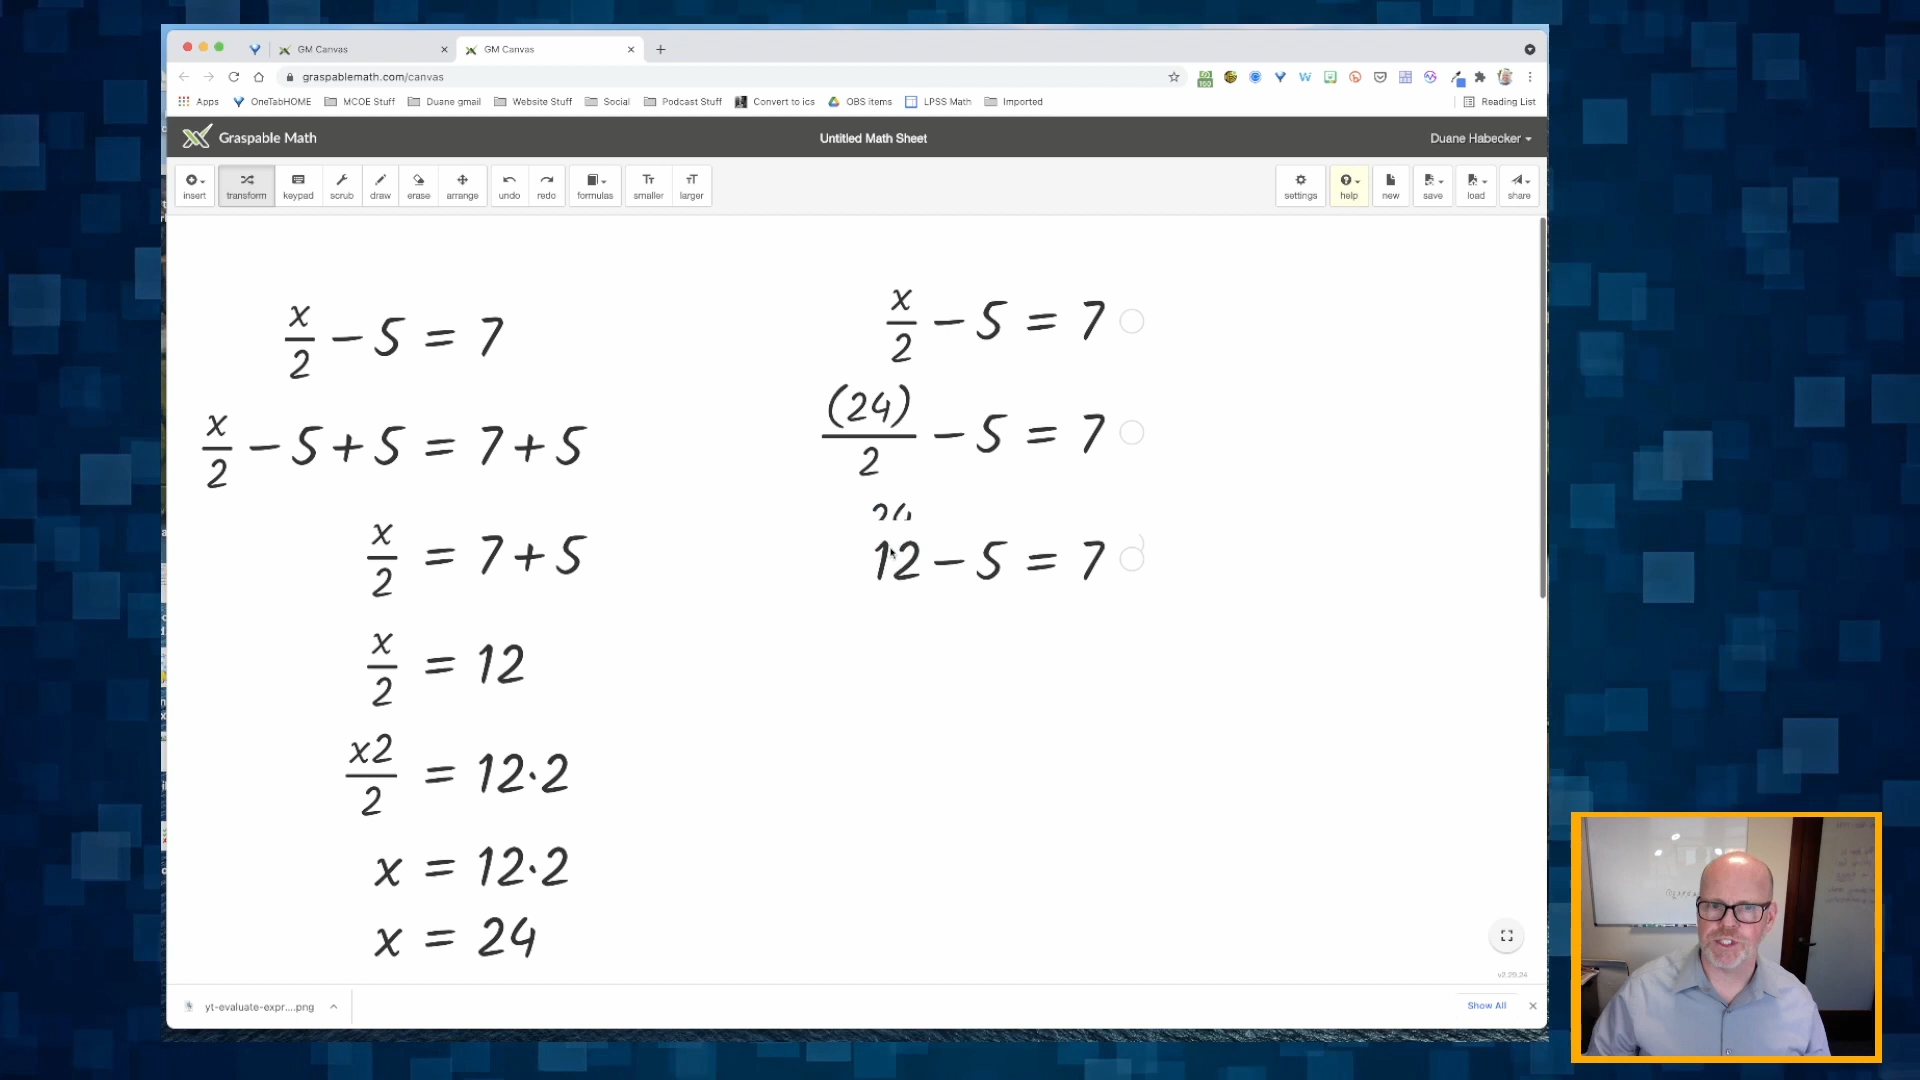 GM Canvas
GM Canvas
graspablemath.com/canvas
Apps OneTabHOME MCOE Stuff Duane gmail Website Stuff Social Podcast Stuff Convert to ics OBS items LPSS Math Imported Reading List
Graspable Math Untitled Math Sheet Duane Habecker
insert transform keypad scrub draw erase arrange undo redo formulas smaller larger settings help new save load share
x/2 − 5 = 7
x/2 − 5 + 5 = 7 + 5
x/2 = 7 + 5
x/2 = 12
x2/2 = 12·2
x = 12·2
x = 24
x/2 − 5 = 7
(24)/2 − 5 = 7
12 − 5 = 7
v2.29.24
yt-evaluate-expr....png Show All